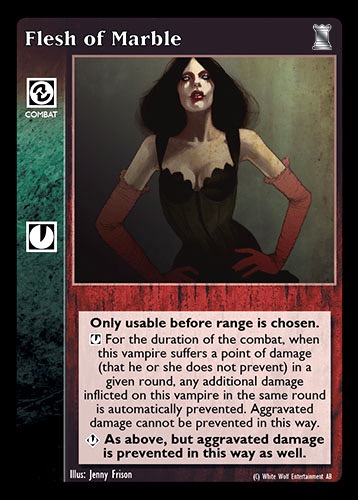 Flesh of Marble
COMBAT
Only usable before range is chosen.
For the duration of the combat, when
this vampire suffers a point of damage
(that he or she does not prevent) in a
given round, any additional damage
inflicted on this vampire in the same round
is automatically prevented. Aggravated
damage cannot be prevented in this way.
As above, but aggravated damage
is prevented in this way as well.
Illus: Jenny Frison
(C) White Wolf Entertainment AB